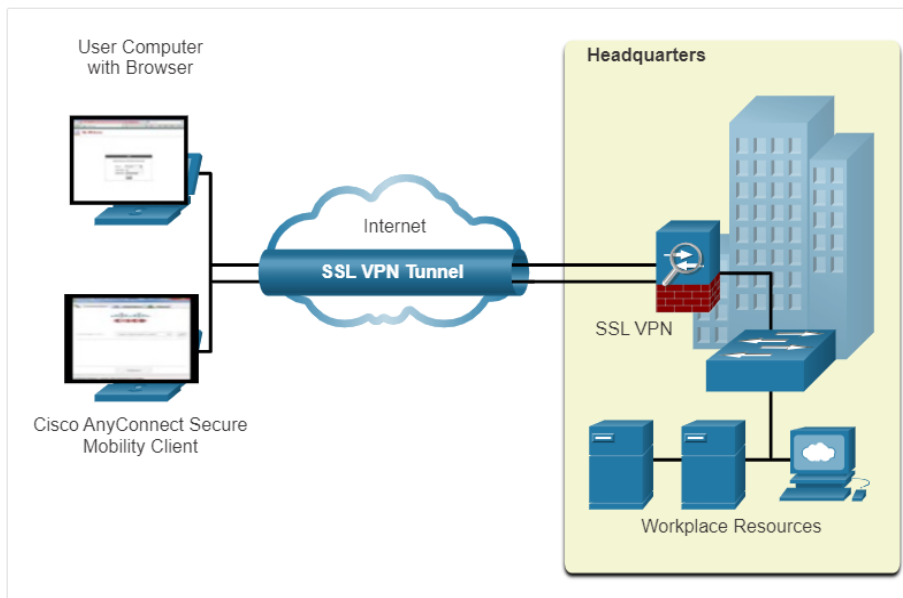 User Computer
with Browser
Headquarters
Internet
SSL VPN Tunnel
SSL VPN
Cisco AnyConnect Secure
Mobility Client
Workplace Resources